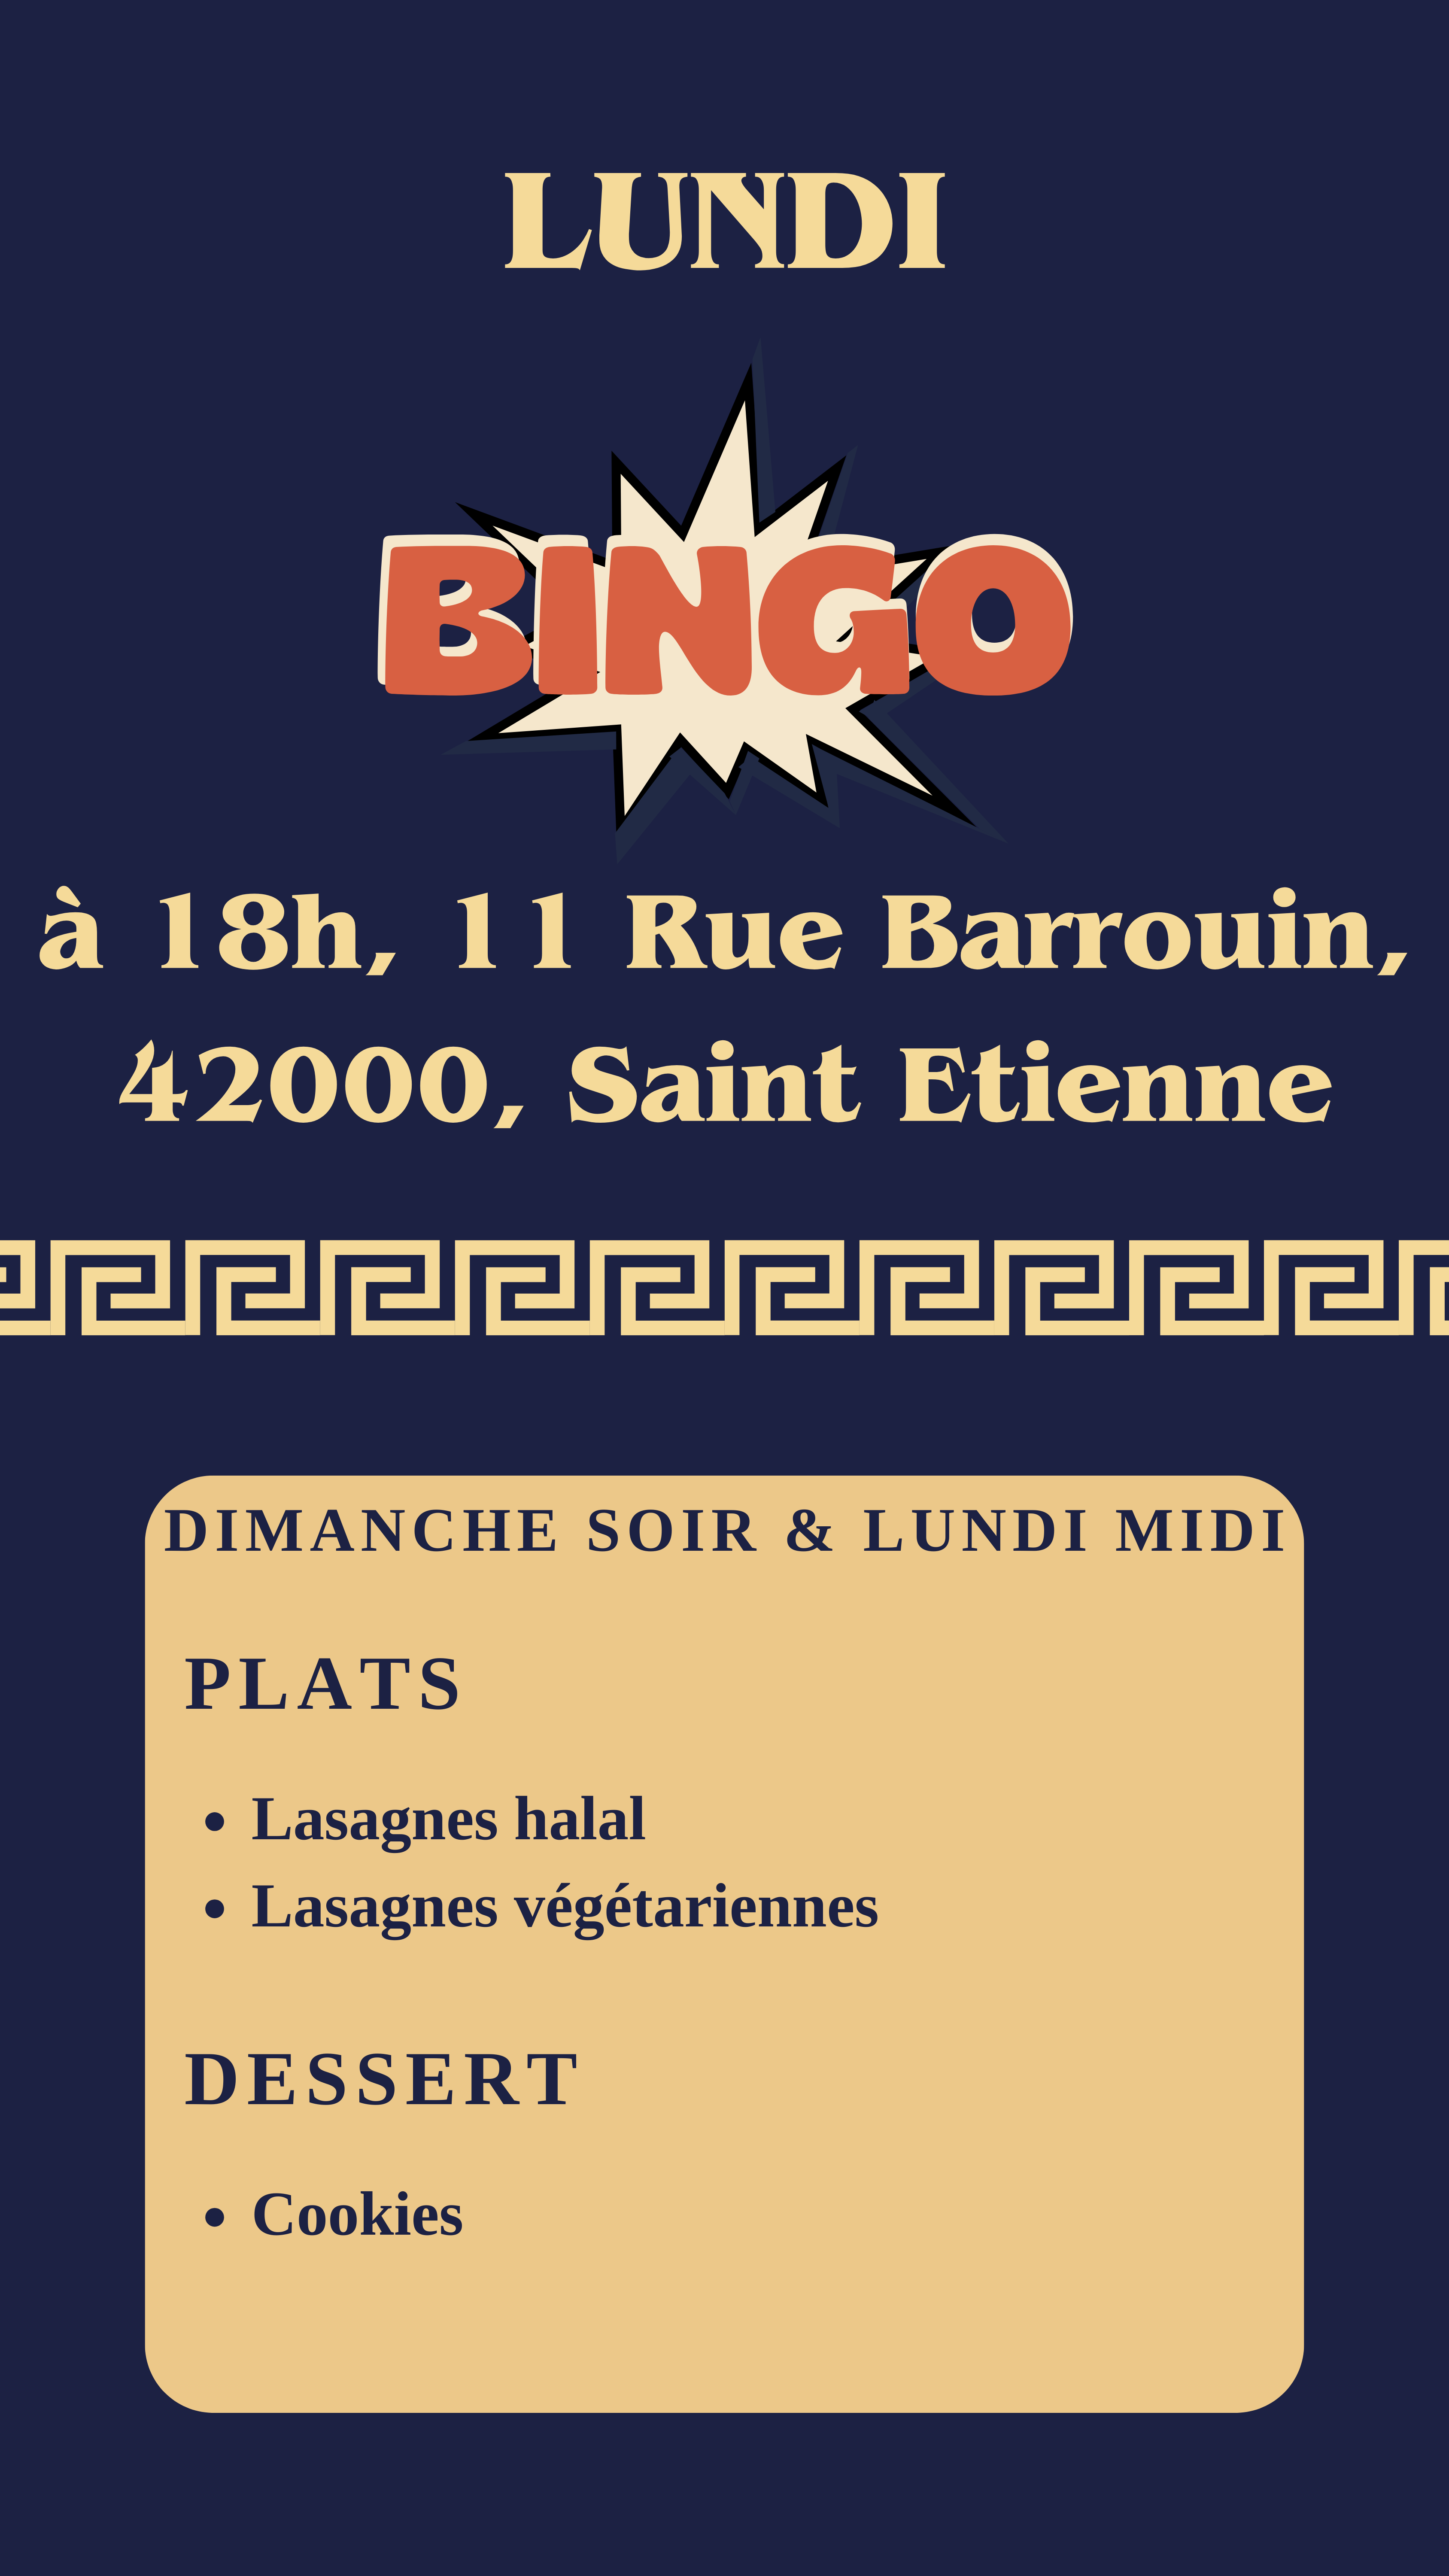 LUNDI
BINGO
à 18h, 11 Rue Barrouin,
42000, Saint Etienne
DIMANCHE SOIR & LUNDI MIDI
PLATS
• Lasagnes halal
• Lasagnes végétariennes
DESSERT
• Cookies